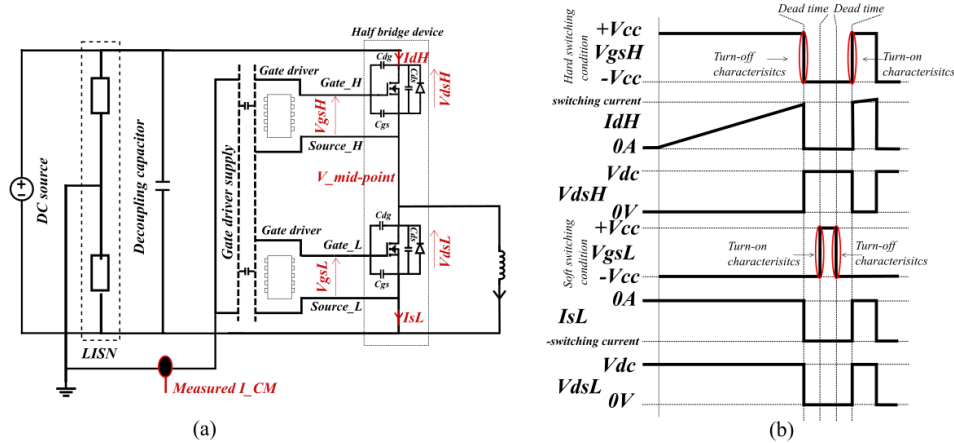 Half bridge device
IdH
Cdg
Gate driver
Gate_H
Cds
VdsH
VgsH
Cgs
Source_H
DC source
Decoupling capacitor
Gate driver supply
V_mid-point
Cdg
Gate driver
Gate_L
Cds
VdsL
VgsL
Cgs
Source_L
IsL
LISN
Measured I_CM
(a)
Dead time
Dead time
Hard switching
condition
+Vcc
VgsH
-Vcc
Turn-off
characterisitcs
Turn-on
characterisitcs
switching current
IdH
0A
Vdc
VdsH
0V
Soft switching
condition
+Vcc
VgsL
-Vcc
Turn-on
characterisitcs
Turn-off
characterisitcs
0A
IsL
-switching current
Vdc
VdsL
0V
(b)